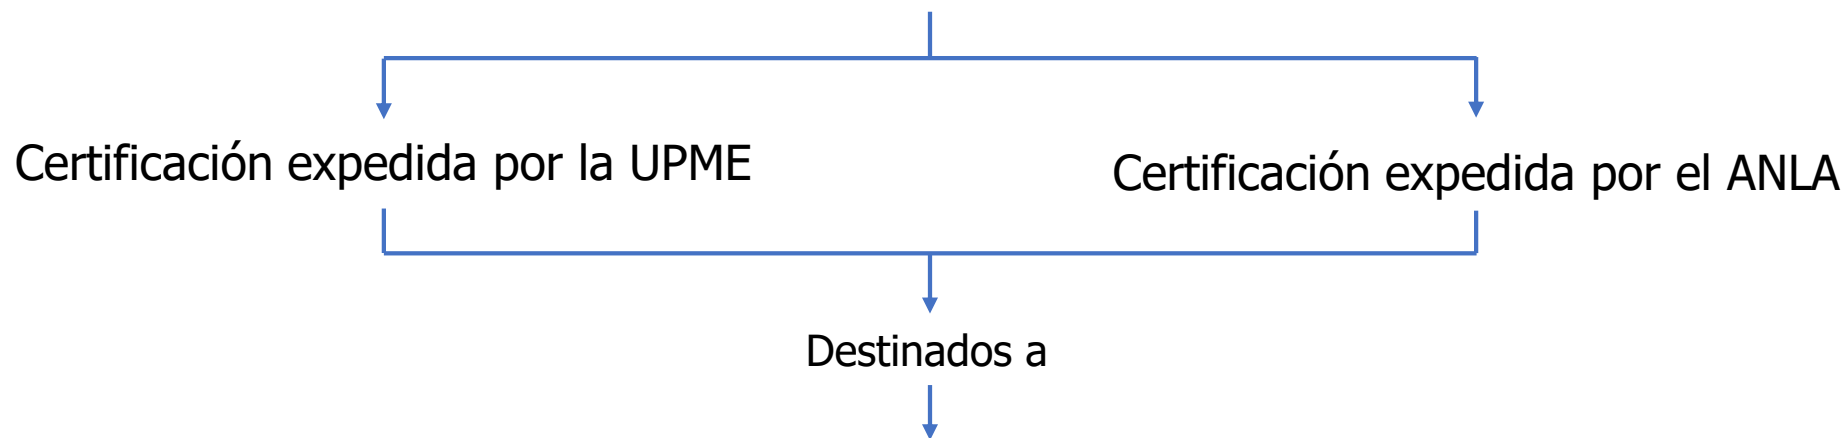 Certificación expedida por la UPME
Certificación expedida por el ANLA
Destinados a